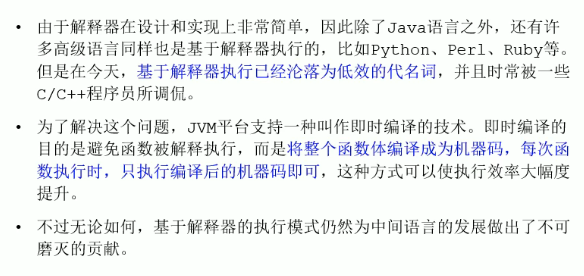 • 由于解释器在设计和实现上非常简单，因此除了Java语言之外，还有许
多高级语言同样也是基于解释器执行的，比如Python、Perl、Ruby等。
但是在今天，基于解释器执行已经沦落为低效的代名词，并且时常被一些
C/C++程序员所调侃。
• 为了解决这个问题，JVM平台支持一种叫作即时编译的技术。即时编译的
目的是避免函数被解释执行，而是将整个函数体编译成为机器码，每次函
数执行时，只执行编译后的机器码即可，这种方式可以使执行效率大幅度
提升。
• 不过无论如何，基于解释器的执行模式仍然为中间语言的发展做出了不可
磨灭的贡献。